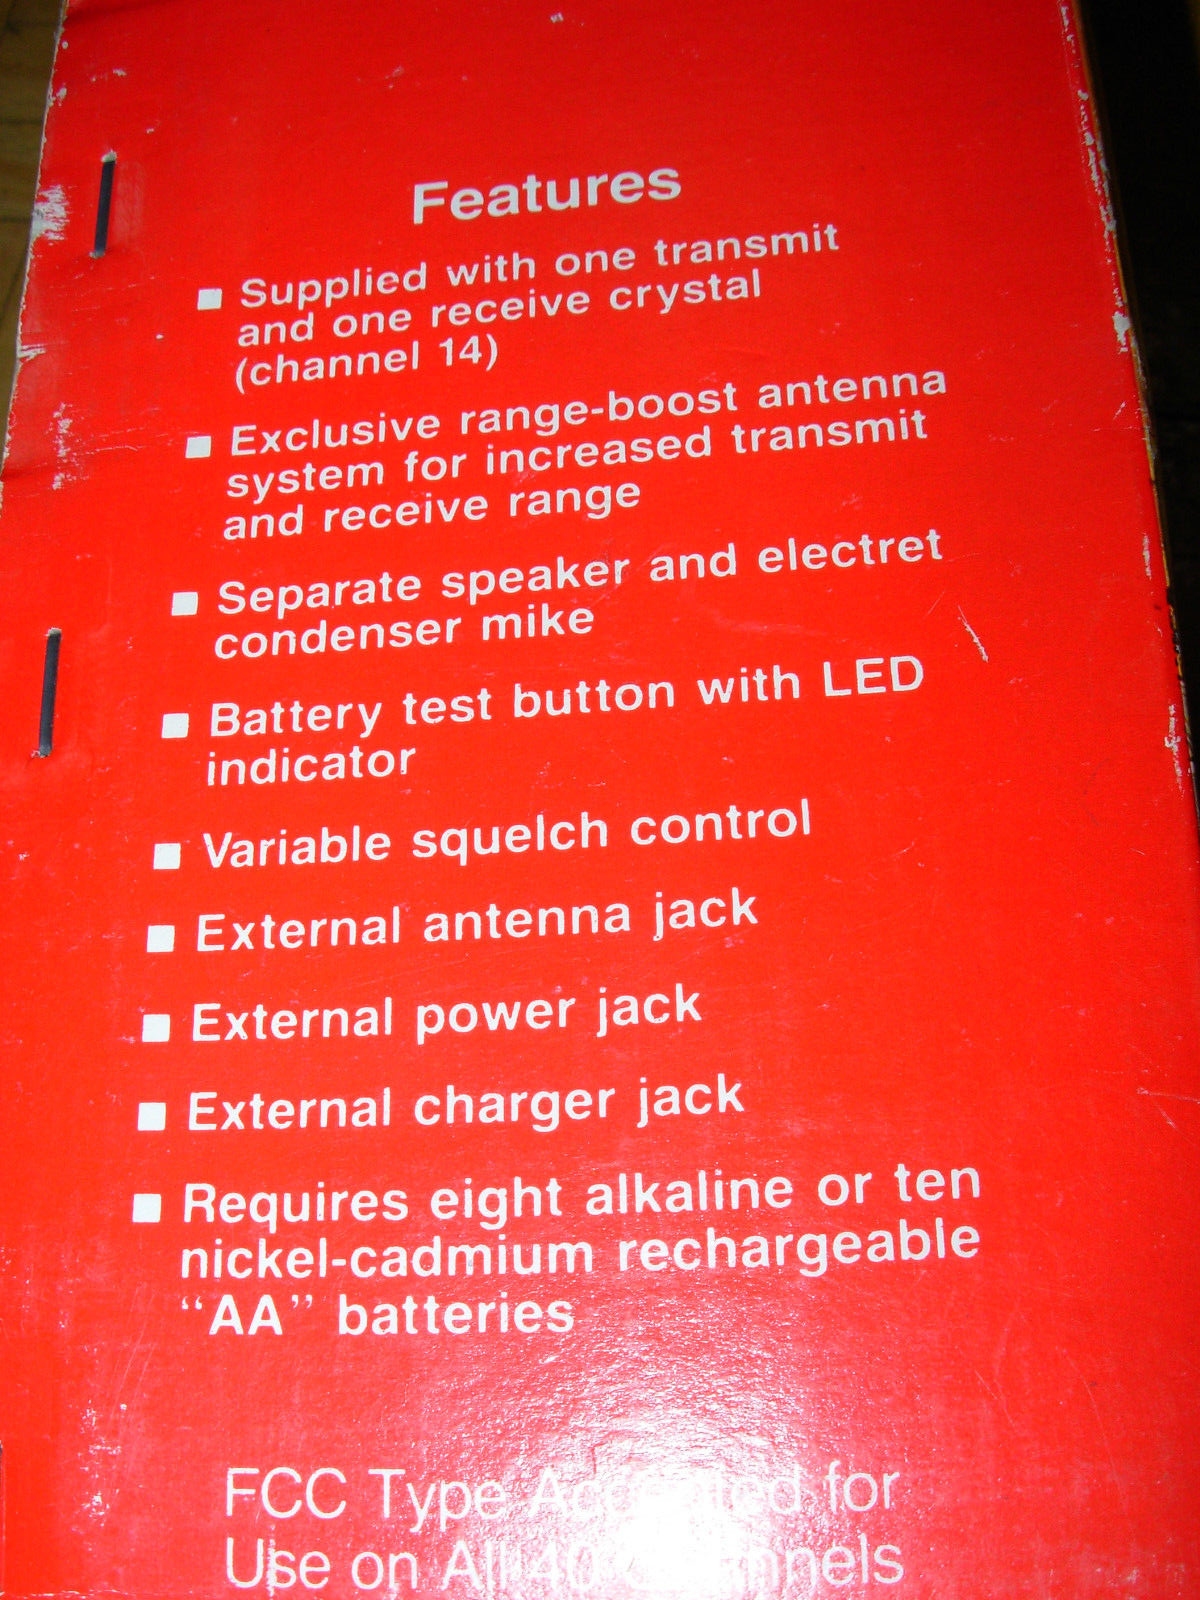 Features
■ Supplied with one transmit
and one receive crystal
(channel 14)
■ Exclusive range-boost antenna
system for increased transmit
and receive range
■ Separate speaker and electret
condenser mike
■ Battery test button with LED
indicator
■ Variable squelch control
■ External antenna jack
■ External power jack
■ External charger jack
■ Requires eight alkaline or ten
nickel-cadmium rechargeable
“AA” batteries
FCC Type Accepted for
Use on All 40 Channels